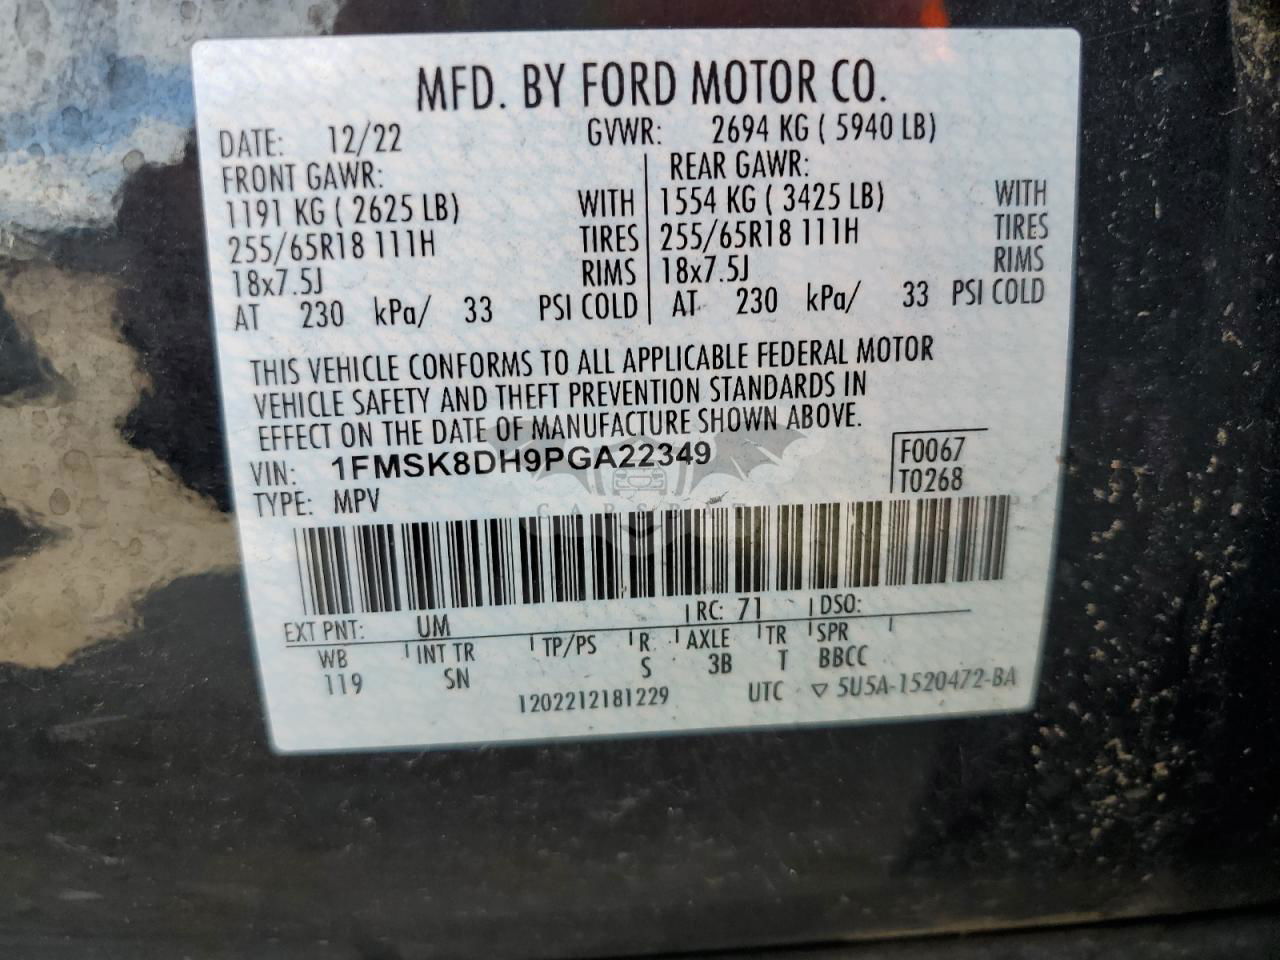 MFD. BY FORD MOTOR CO.
DATE: 12/22 GVWR: 2694 KG ( 5940 LB)
FRONT GAWR: REAR GAWR:
1191 KG ( 2625 LB) WITH 1554 KG ( 3425 LB) WITH
255/65R18 111H TIRES 255/65R18 111H TIRES
18x7.5J RIMS 18x7.5J RIMS
AT 230 kPa/ 33 PSI COLD AT 230 kPa/ 33 PSI COLD
THIS VEHICLE CONFORMS TO ALL APPLICABLE FEDERAL MOTOR
VEHICLE SAFETY AND THEFT PREVENTION STANDARDS IN
EFFECT ON THE DATE OF MANUFACTURE SHOWN ABOVE.
VIN: 1FMSK8DH9PGA22349 F0067
TYPE: MPV T0268
CARSBAT
EXT PNT: UM RC: 71 DSO:
WB INT TR TP/PS R AXLE TR SPR
119 SN S 3B T BBCC
1202212181229 UTC ▽ 5U5A-1520472-BA